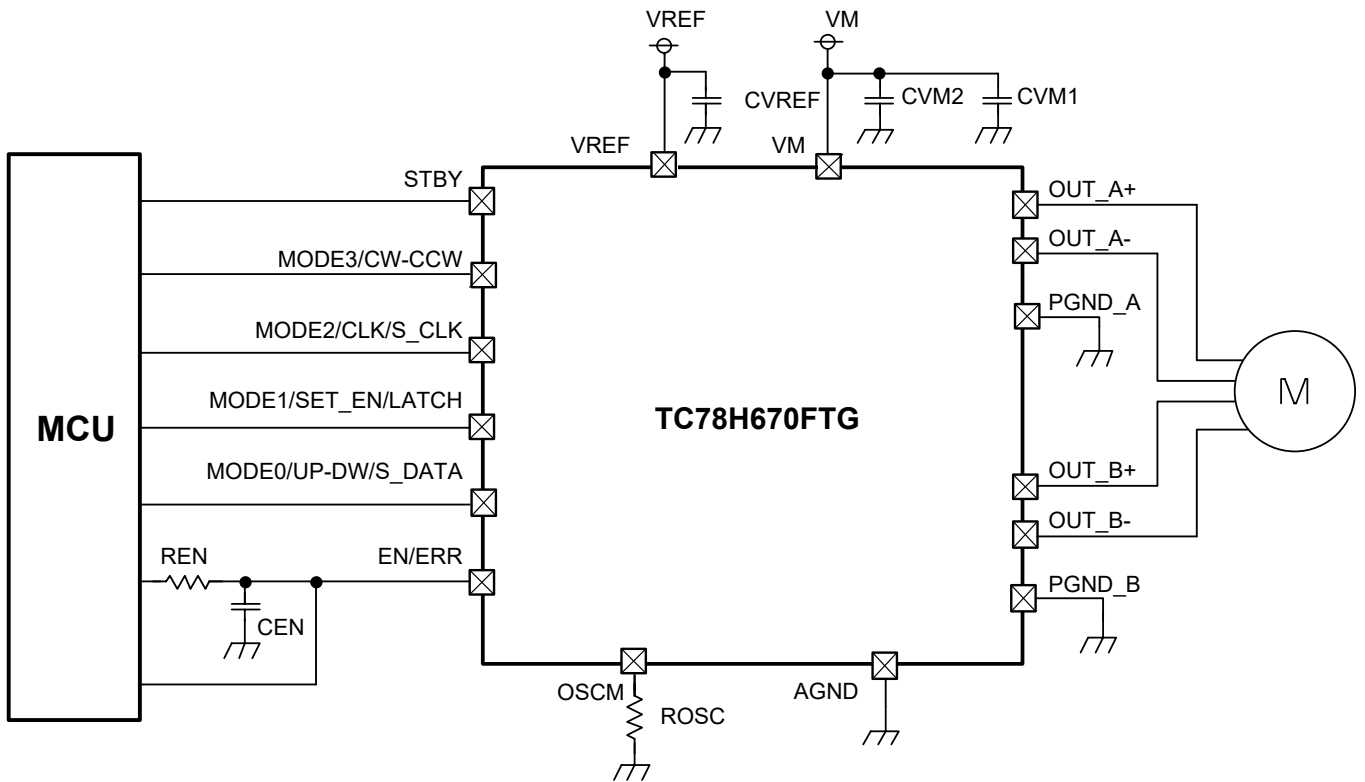 VREF
VM
CVREF
CVM2
CVM1
VREF
VM
STBY
OUT_A+
MODE3/CW-CCW
OUT_A-
PGND_A
MODE2/CLK/S_CLK
MODE1/SET_EN/LATCH
MCU
TC78H670FTG
M
MODE0/UP-DW/S_DATA
OUT_B+
OUT_B-
REN
EN/ERR
PGND_B
CEN
OSCM
ROSC
AGND